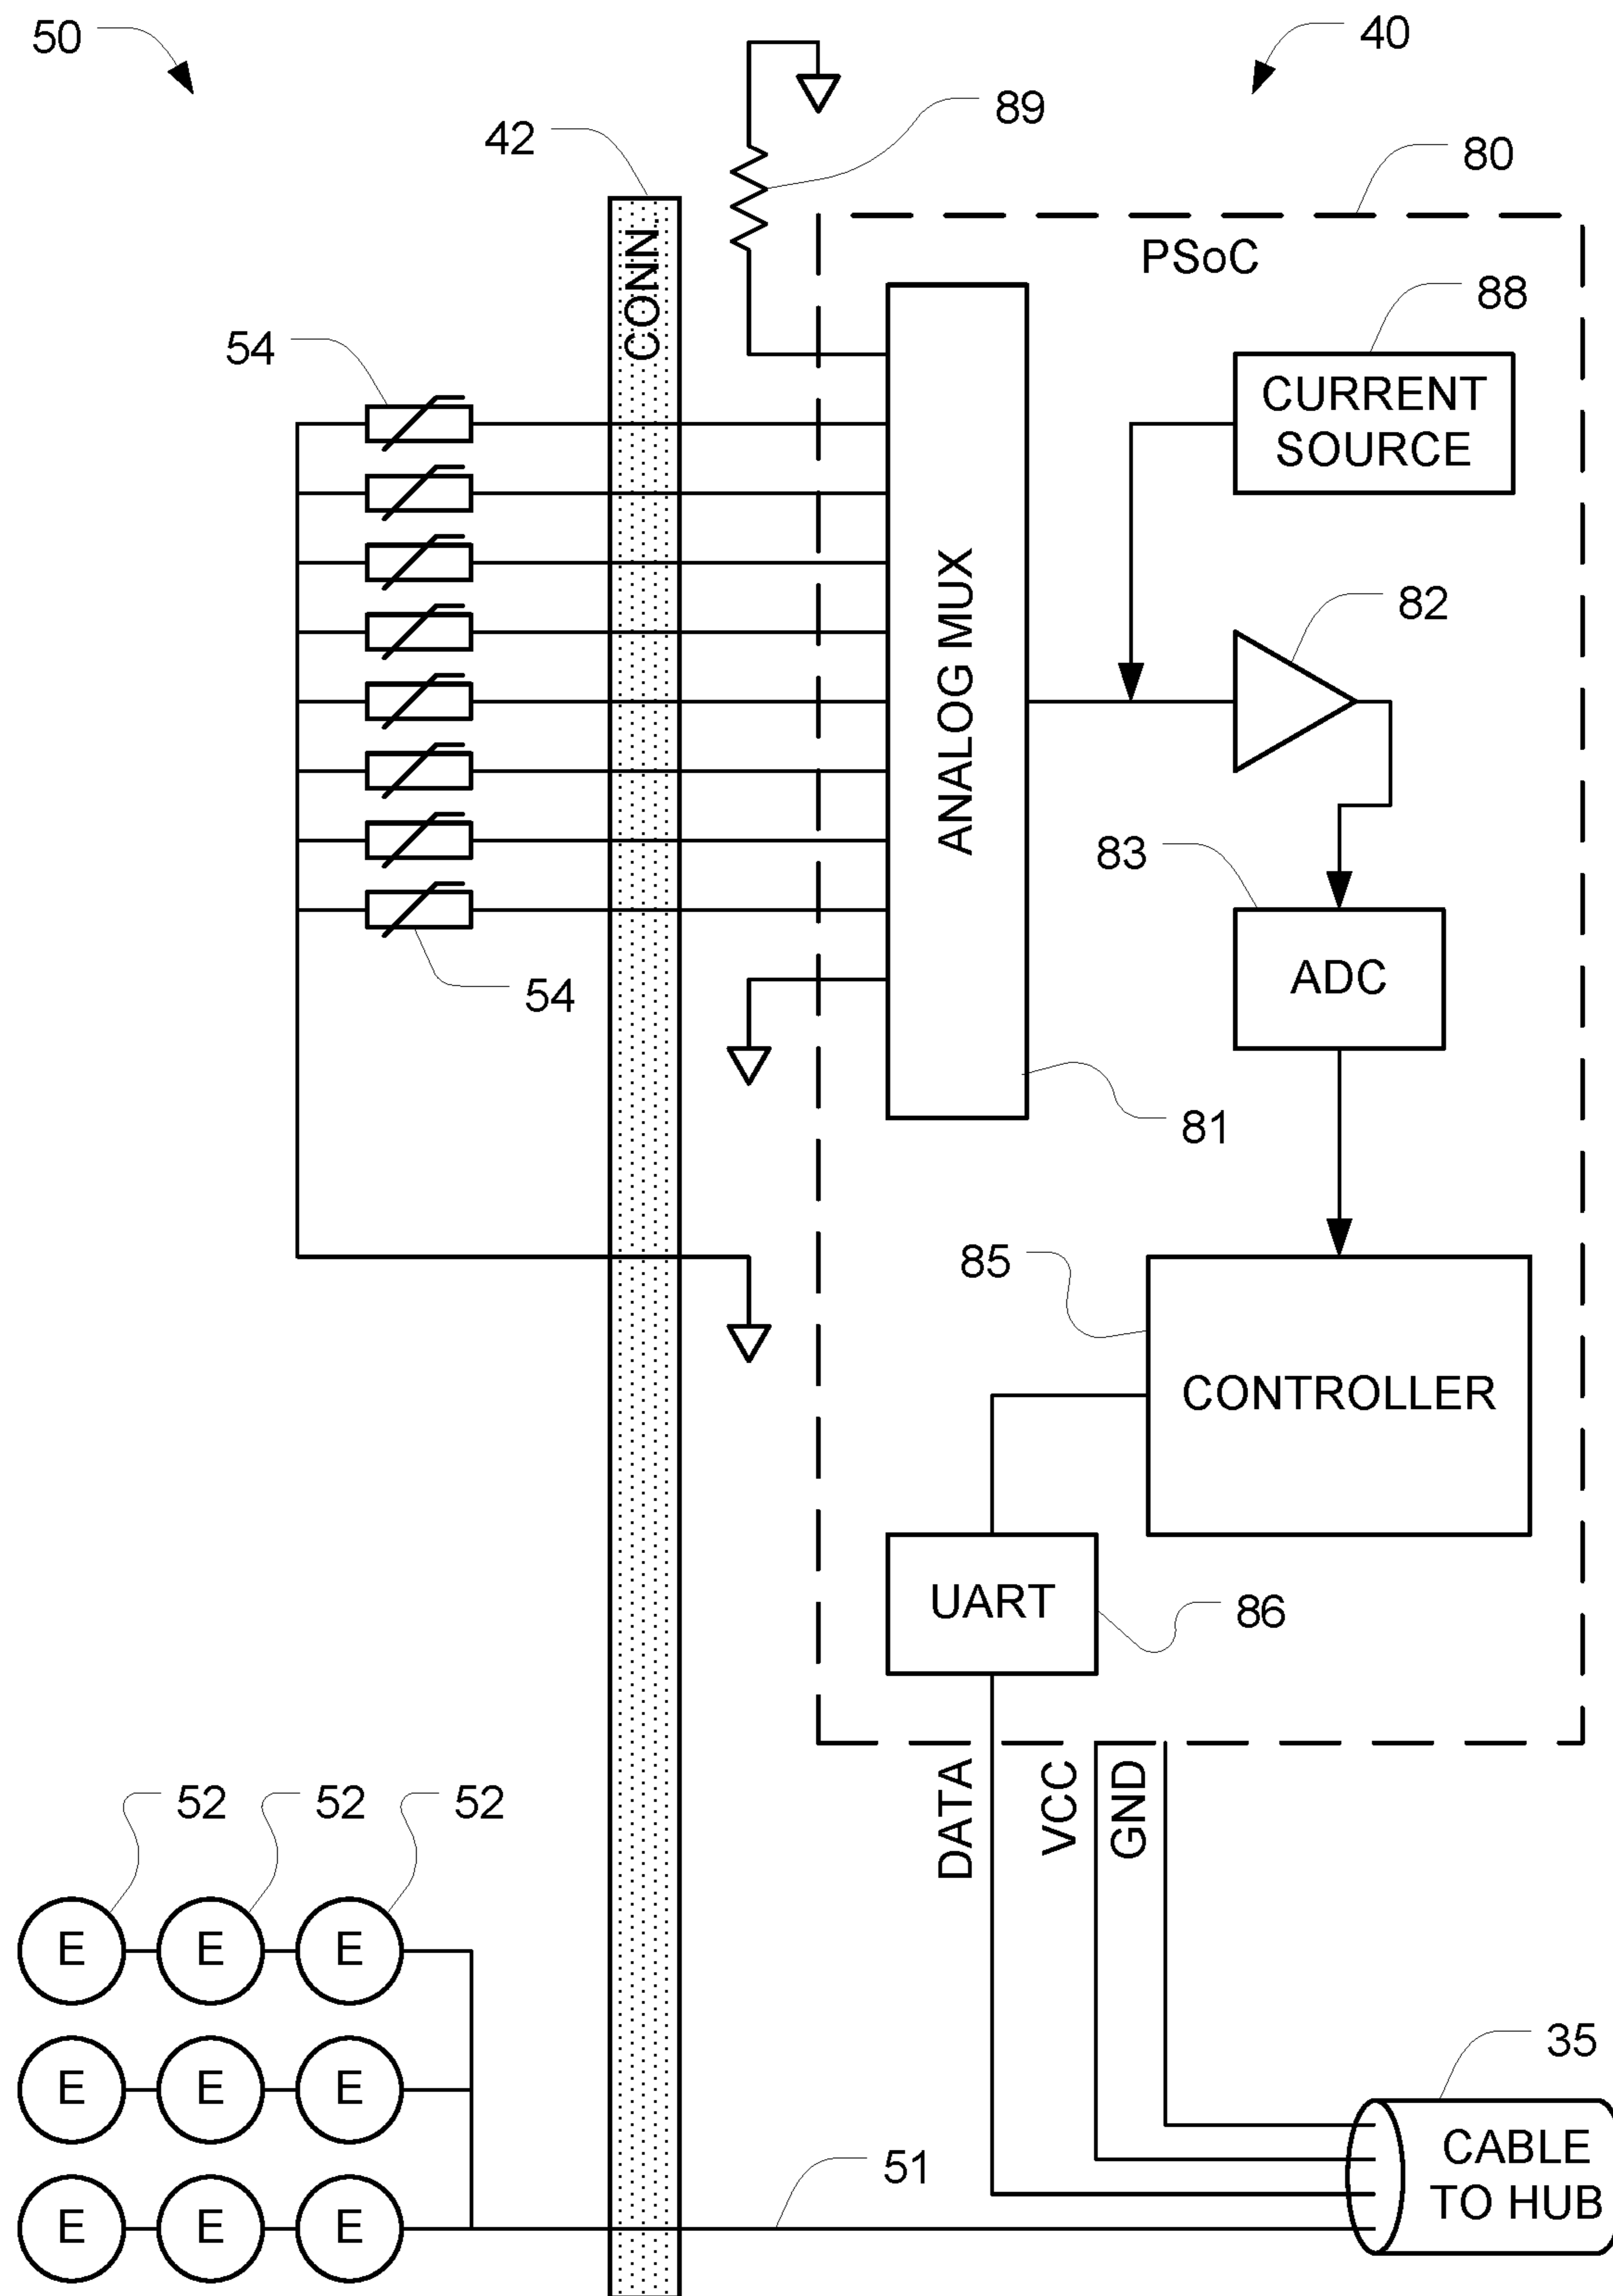 50
40
89
42
80
PSoC
CONN.
88
54
CURRENT
SOURCE
82
ANALOG MUX
83
54
ADC
81
85
CONTROLLER
UART
86
DATA
VCC
GND
52
52
52
E
E
E
35
E
E
E
CABLE
TO HUB
51
E
E
E